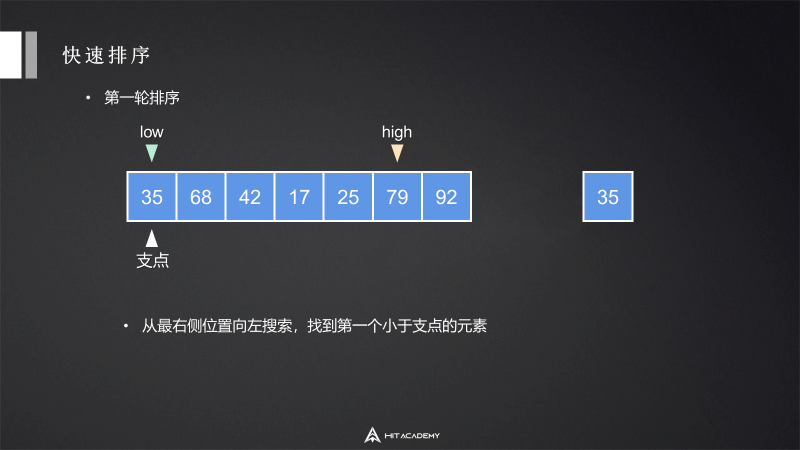 快速排序
• 第一轮排序
low high
35 68 42 17 25 79 92 35
支点
• 从最右侧位置向左搜索，找到第一个小于支点的元素
HIT ACADEMY